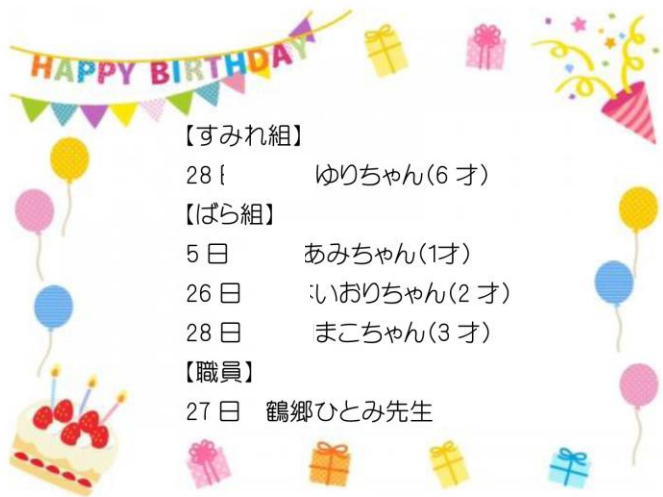 HAPPY BIRTHDAY
【すみれ組】
28 ゆりちゃん(6 才)
【ばら組】
5 日 あみちゃん(1才)
26 日 いおりちゃん(2 才)
28 日 まこちゃん(3 才)
【職員】
27 日 鶴郷ひとみ先生